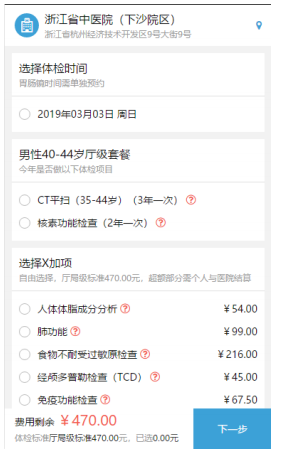 浙江省中医院（下沙院区）
浙江省杭州经济技术开发区9号大街9号
选择体检时间
胃肠镜时间需单独预约
2019年03月03日 周日
男性40-44岁厅级套餐
今年是否做以下体检项目
CT平扫（35-44岁）（3年一次）
核素功能检查（2年一次）
选择X加项
自由选择，厅局级标准470.00元，超额部分需个人与医院结算
人体体脂成分分析 ¥54.00
肺功能 ¥99.00
食物不耐受过敏原检查 ¥216.00
经颅多普勒检查（TCD） ¥45.00
免疫功能检查 ¥67.50
费用剩余 ¥470.00
体检标准厅局级标准470.00元，已选0.00元
下一步